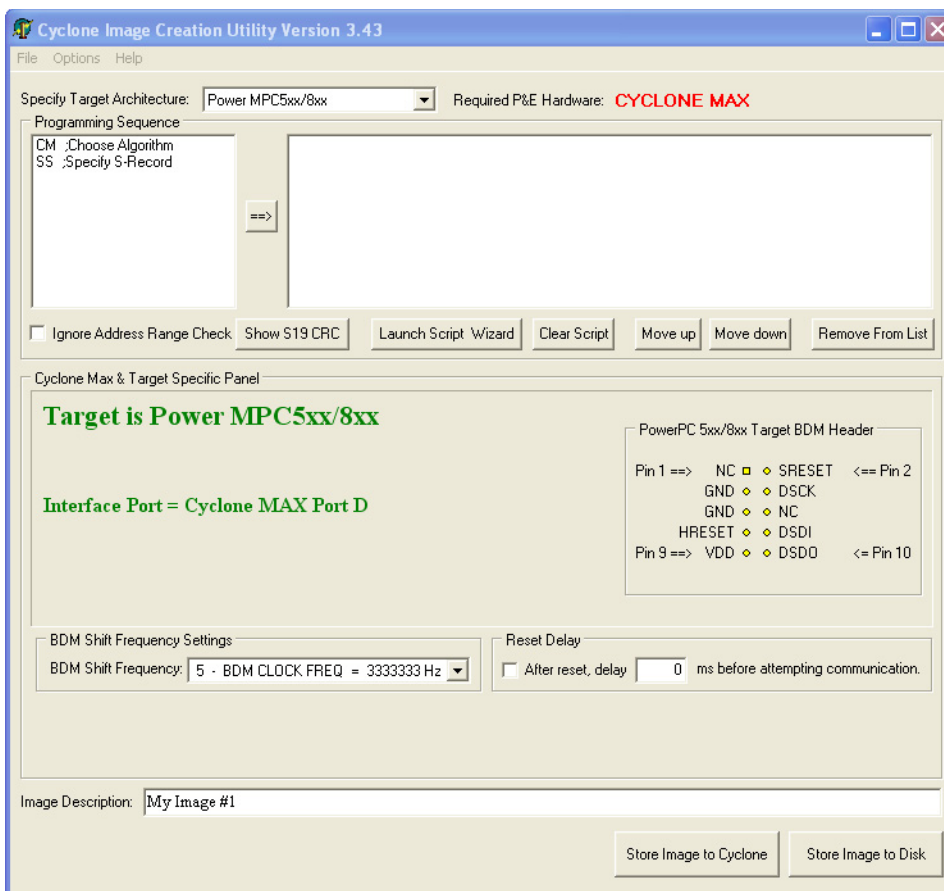 Cyclone Image Creation Utility Version 3.43
File Options Help
Specify Target Architecture: Power MPC5xx/8xx Required P&E Hardware: CYCLONE MAX
Programming Sequence
CM ;Choose Algorithm
SS ;Specify S-Record
==>
Ignore Address Range Check Show S19 CRC Launch Script Wizard Clear Script Move up Move down Remove From List
Cyclone Max & Target Specific Panel
Target is Power MPC5xx/8xx
Interface Port = Cyclone MAX Port D
PowerPC 5xx/8xx Target BDM Header
Pin 1 ==> NC SRESET <== Pin 2
GND DSCK
GND NC
HRESET DSDI
Pin 9 ==> VDD DSDO <= Pin 10
BDM Shift Frequency Settings
BDM Shift Frequency: 5 - BDM CLOCK FREQ = 3333333 Hz
Reset Delay
After reset, delay 0 ms before attempting communication.
Image Description: My Image #1
Store Image to Cyclone Store Image to Disk